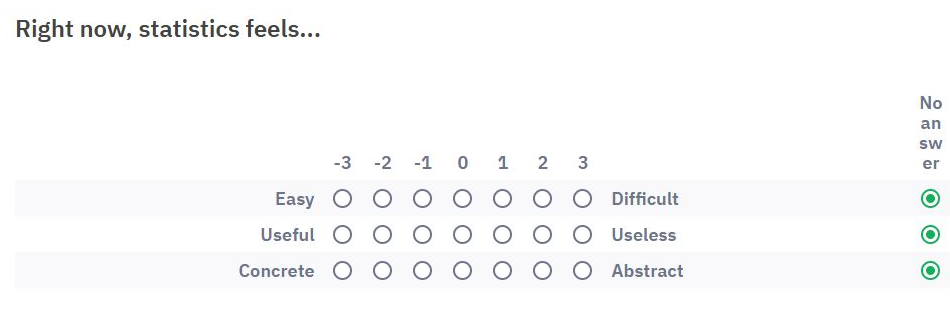 Right now, statistics feels...
No
an
sw
er
-3 -2 -1 0 1 2 3
Easy Difficult
Useful Useless
Concrete Abstract